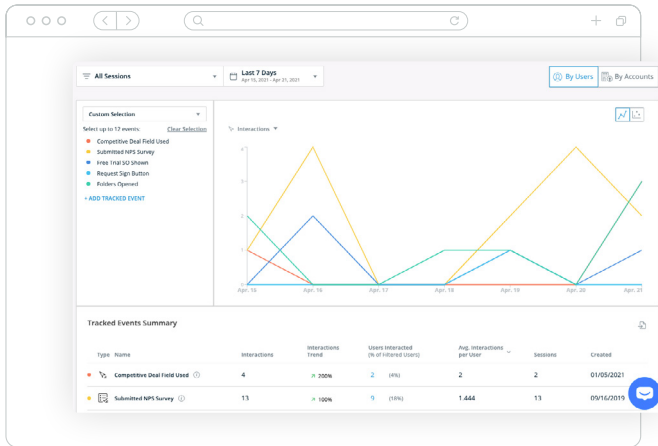 All Sessions
Last 7 Days
Apr 15, 2021 - Apr 21, 2021
By Users
By Accounts
Custom Selection
Select up to 12 events:
Clear Selection
Competitive Deal Field Used
Submitted NPS Survey
Free Trial SO Shown
Request Sign Button
Folders Opened
+ ADD TRACKED EVENT
Interactions
4
3
2
1
0
Apr. 15
Apr. 16
Apr. 17
Apr. 18
Apr. 19
Apr. 20
Apr. 21
Tracked Events Summary
Type Name Interactions Interactions Trend Users Interacted (% of Filtered Users) Avg. Interactions per User Sessions Created
Competitive Deal Field Used 4 200% 2 (4%) 2 2 01/05/2021
Submitted NPS Survey 13 100% 9 (18%) 1.444 13 09/16/2019